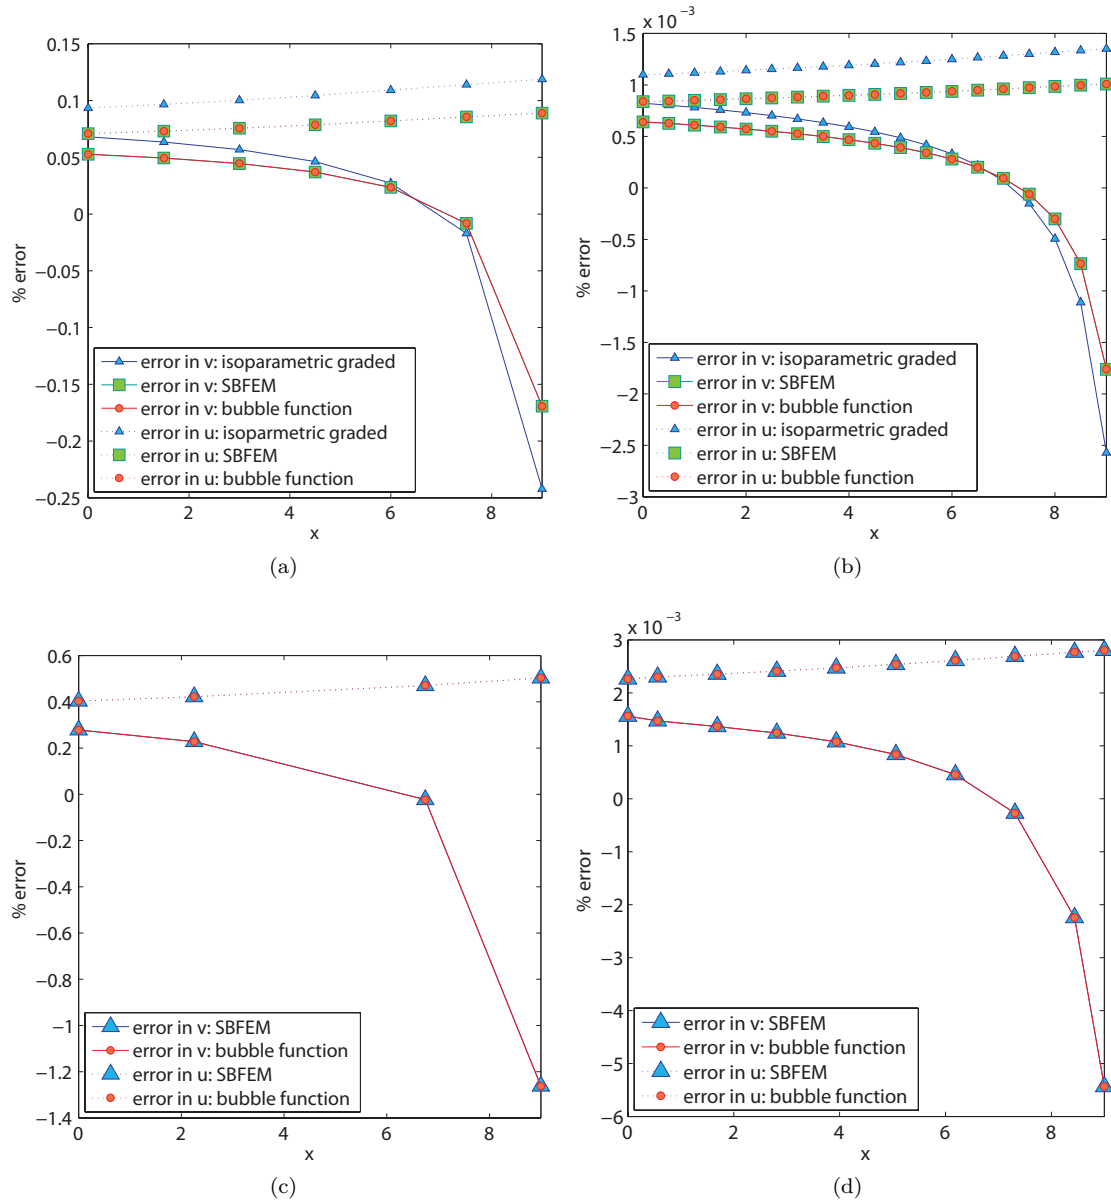 0.15
0.1
0.05
0
−0.05
−0.1
−0.15
−0.2
−0.25
% error
error in v: isoparametric graded
error in v: SBFEM
error in v: bubble function
error in u: isoparmetric graded
error in u: SBFEM
error in u: bubble function
0 2 4 6 8
x
(a)
x 10 −3
1.5
1
0.5
0
−0.5
−1
−1.5
−2
−2.5
−3
% error
error in v: isoparametric graded
error in v: SBFEM
error in v: bubble function
error in u: isoparmetric graded
error in u: SBFEM
error in u: bubble function
0 2 4 6 8
x
(b)
0.6
0.4
0.2
0
−0.2
−0.4
−0.6
−0.8
−1
−1.2
−1.4
% error
error in v: SBFEM
error in v: bubble function
error in u: SBFEM
error in u: bubble function
0 2 4 6 8
x
(c)
x 10 −3
3
2
1
0
−1
−2
−3
−4
−5
−6
% error
error in v: SBFEM
error in v: bubble function
error in u: SBFEM
error in u: bubble function
0 2 4 6 8
x
(d)